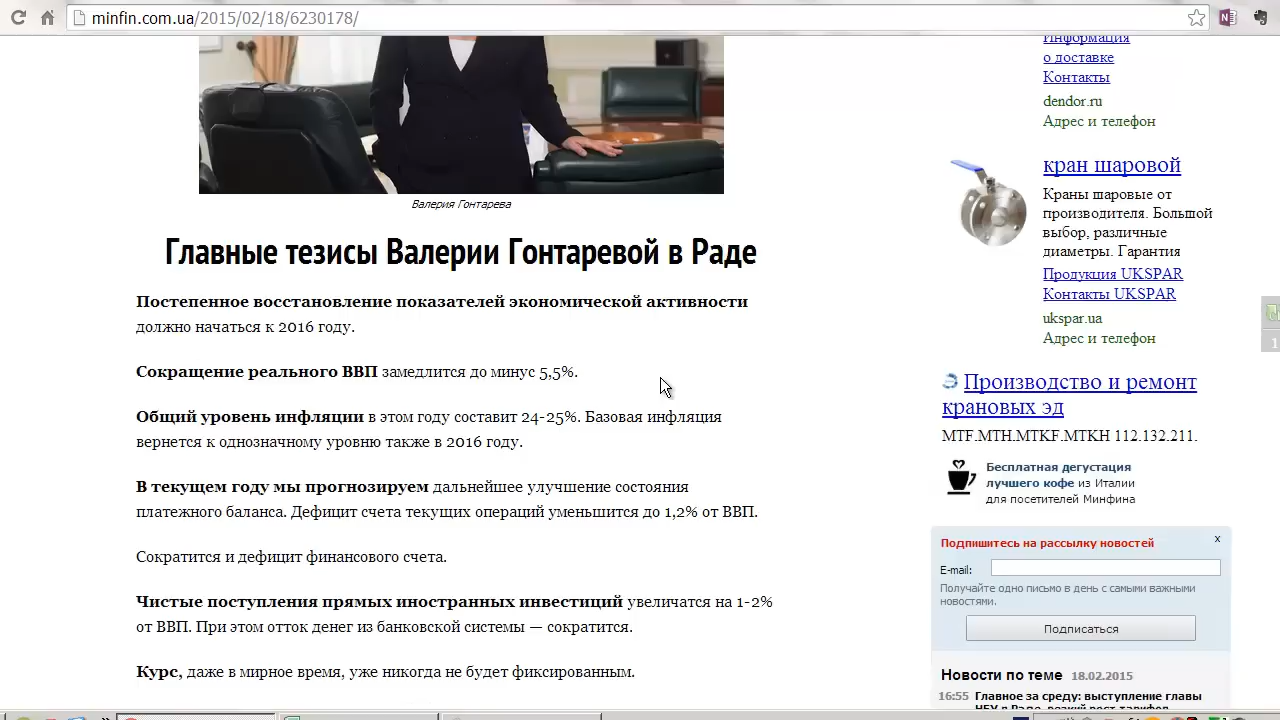 minfin.com.ua/2015/02/18/6230178/
Валерия Гонтарева
Главные тезисы Валерии Гонтаревой в Раде
Постепенное восстановление показателей экономической активности
должно начаться к 2016 году.
Сокращение реального ВВП замедлится до минус 5,5%.
Общий уровень инфляции в этом году составит 24-25%. Базовая инфляция
вернется к однозначному уровню также в 2016 году.
В текущем году мы прогнозируем дальнейшее улучшение состояния
платежного баланса. Дефицит счета текущих операций уменьшится до 1,2% от ВВП.
Сократится и дефицит финансового счета.
Чистые поступления прямых иностранных инвестиций увеличатся на 1-2%
от ВВП. При этом отток денег из банковской системы — сократится.
Курс, даже в мирное время, уже никогда не будет фиксированным.
Информация
о доставке
Контакты
dendor.ru
Адрес и телефон
кран шаровой
Краны шаровые от
производителя. Большой
выбор, различные
диаметры. Гарантия
Продукция UKSPAR
Контакты UKSPAR
ukspar.ua
Адрес и телефон
Производство и ремонт
крановых эд
MTF.MTH.MTKF.MTKH 112.132.211.
Бесплатная дегустация
лучшего кофе из Италии
для посетителей Минфина
Подпишитесь на рассылку новостей
x
E-mail:
Получайте одно письмо в день с самыми важными
новостями.
Подписаться
Новости по теме 18.02.2015
16:55 Главное за среду: выступление главы
НБУ в Раде, резкий рост тарифов
1